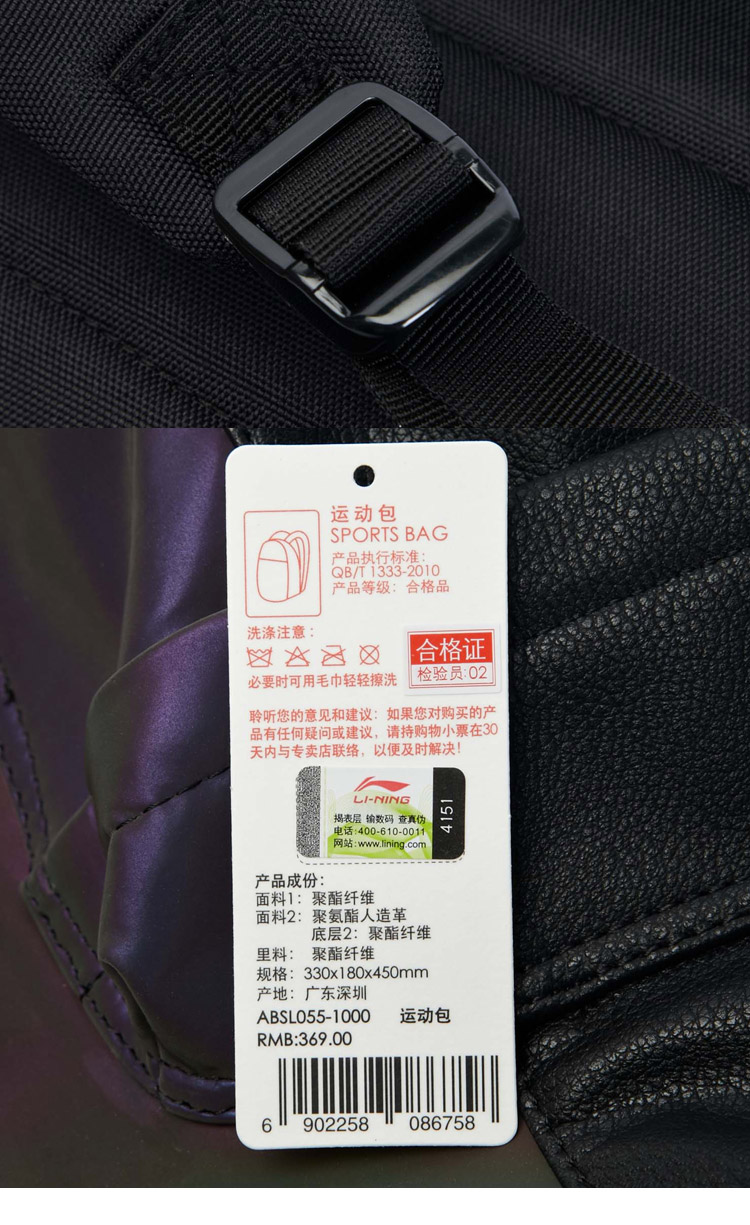 运动包
SPORTS BAG
产品执行标准：
QB/T 1333-2010
产品等级：合格品
洗涤注意：
必要时可用毛巾轻轻擦洗
合格证
检验员:02
聆听您的意见和建议：如果您对购买的产
品有任何疑问或建议，请持购物小票在30
天内与专卖店联络，以便及时解决！
LI-NING
揭表层 输数码 查真伪
电话:400-610-0011
网站:www.lining.com
4151
产品成份：
面料1：聚酯纤维
面料2：聚氨酯人造革
底层2：聚酯纤维
里料：聚酯纤维
规格：330x180x450mm
产地：广东深圳
ABSL055-1000 运动包
RMB:369.00
6 902258 086758